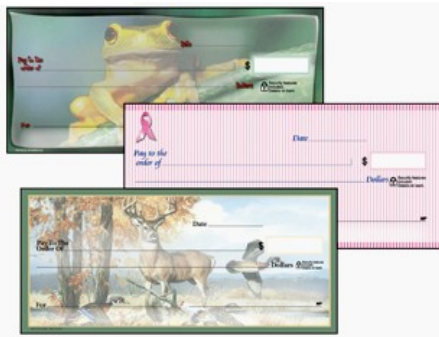 Date
Pay To The
order of
$
Dollars
For
Date
Pay to the
order of
$
Dollars
Date
Pay To The
Order Of
$
Dollars
For